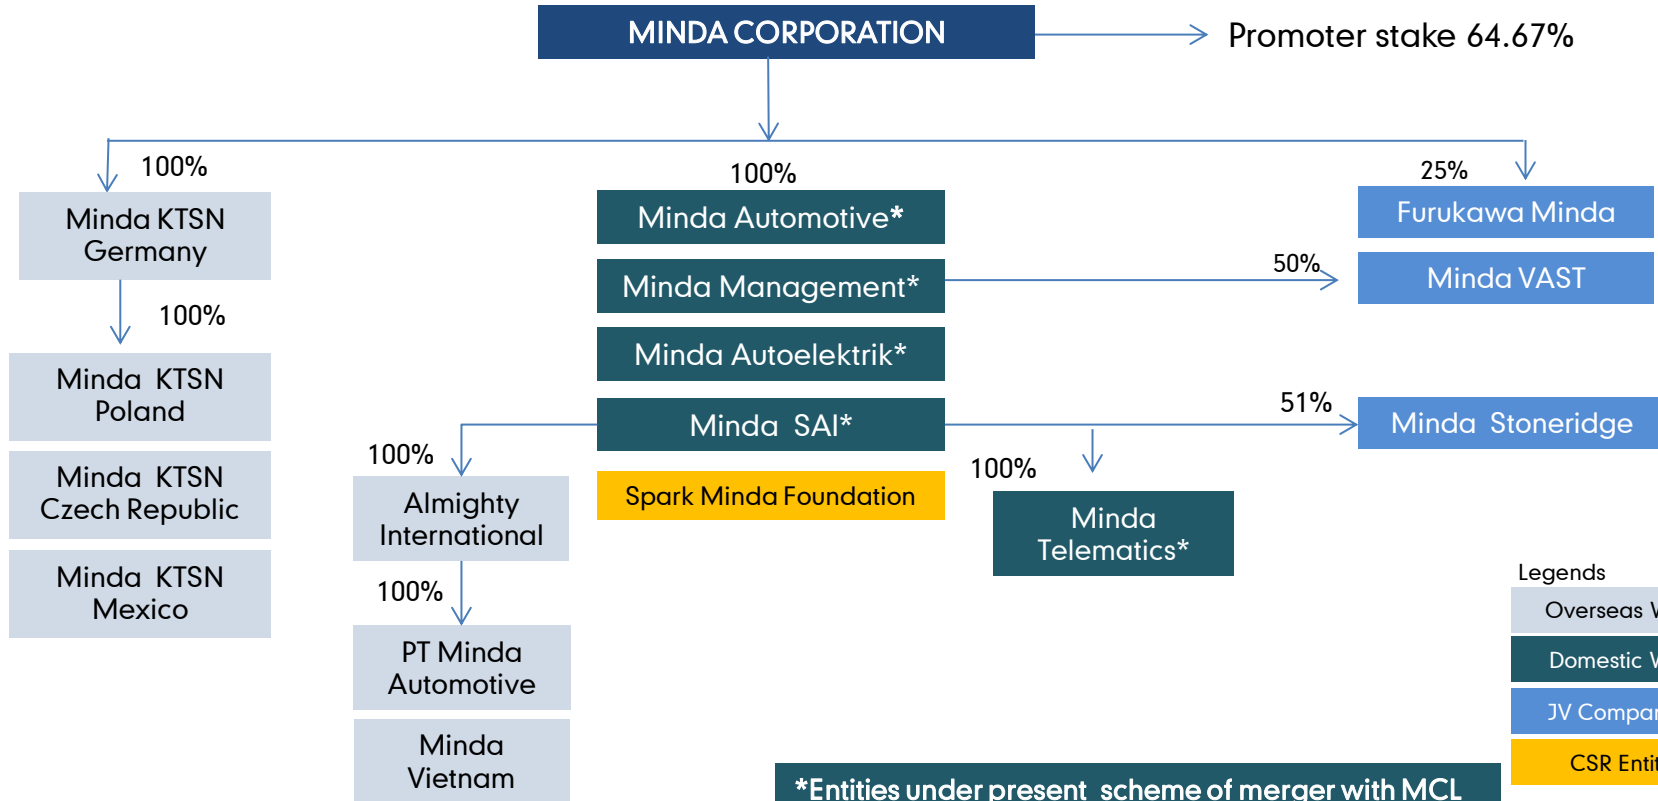 MINDA CORPORATION
Promoter stake 64.67%
100%
100%
25%
Minda KTSN
Germany
Minda Automotive*
Furukawa Minda
Minda Management*
50%
Minda VAST
100%
Minda Autoelektrik*
Minda KTSN
Poland
Minda SAI*
51%
Minda Stoneridge
100%
100%
Minda KTSN
Czech Republic
Almighty
International
Spark Minda Foundation
Minda
Telematics*
Minda KTSN
Mexico
100%
PT Minda
Automotive
Minda
Vietnam
Legends
Overseas
Domestic
JV
CSR
*Entities under present scheme of merger with MCL